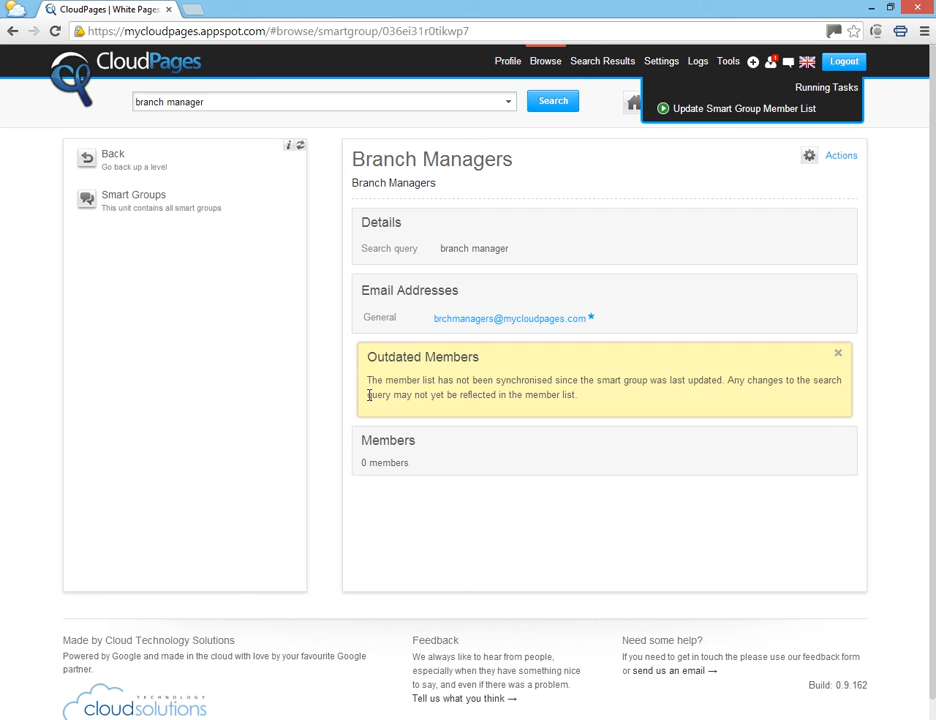 CloudPages | White Pages
https://mycloudpages.appspot.com/#browse/smartgroup/036ei31r0tikwp7
CloudPages
Profile Browse Search Results Settings Logs Tools Logout
Running Tasks
Update Smart Group Member List
branch manager
Search
Back
Go back up a level
Smart Groups
This unit contains all smart groups
Branch Managers
Actions
Branch Managers
Details
Search query branch manager
Email Addresses
General brchmanagers@mycloudpages.com
Outdated Members
The member list has not been synchronised since the smart group was last updated. Any changes to the search
query may not yet be reflected in the member list.
Members
0 members
Made by Cloud Technology Solutions
Powered by Google and made in the cloud with love by your favourite Google
partner.
TECHNOLOGY
cloudsolutions
Feedback
We always like to hear from people,
especially when they have something nice
to say, and even if there was a problem.
Tell us what you think →
Need some help?
If you need to get in touch the please use our feedback form
or send us an email →
Build: 0.9.162